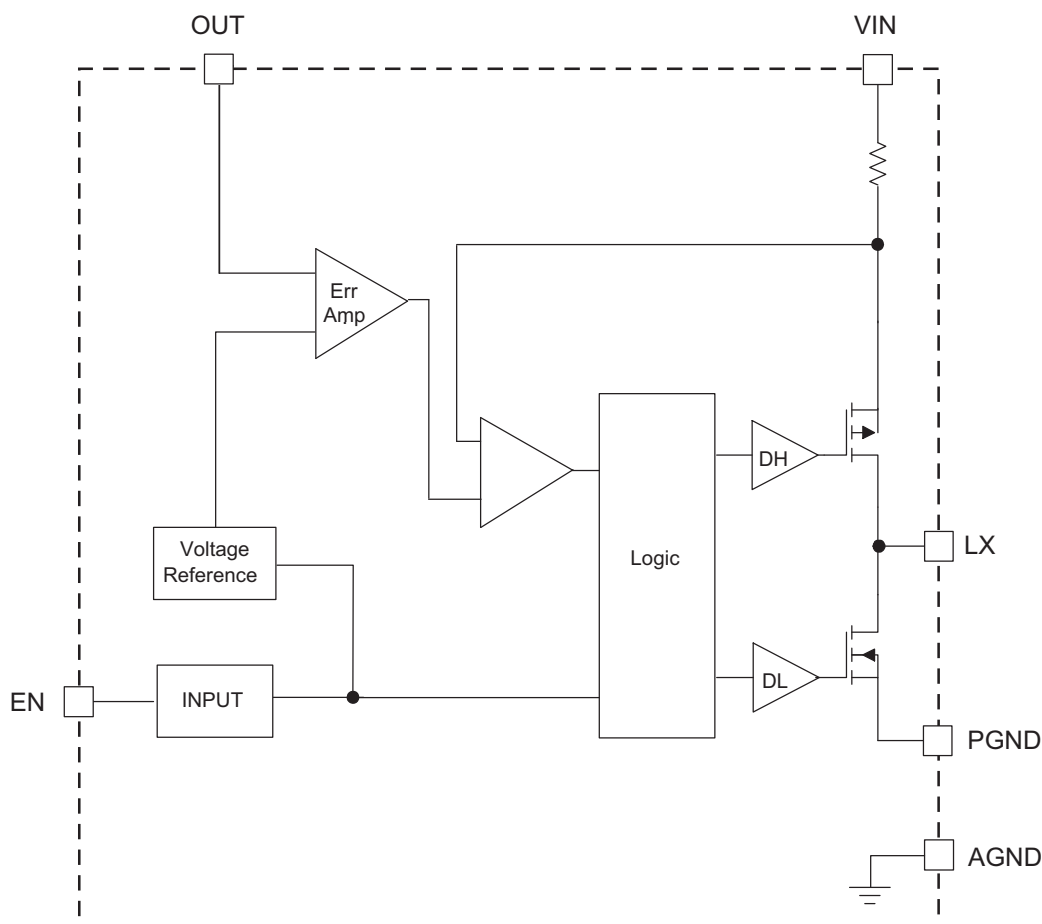 OUT
VIN
Err
Amp
DH
Voltage
Reference
Logic
LX
EN
INPUT
DL
PGND
AGND